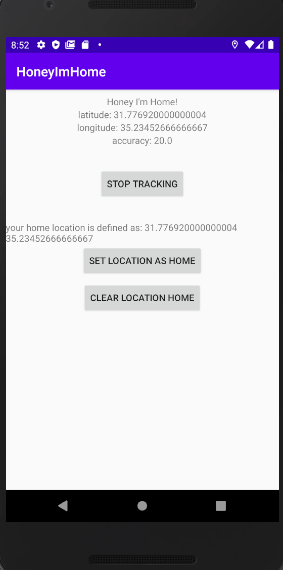 8:52
HoneyImHome
Honey I'm Home!
latitude: 31.776920000000004
longitude: 35.23452666666667
accuracy: 20.0
STOP TRACKING
your home location is defined as: 31.776920000000004
35.23452666666667
SET LOCATION AS HOME
CLEAR LOCATION HOME